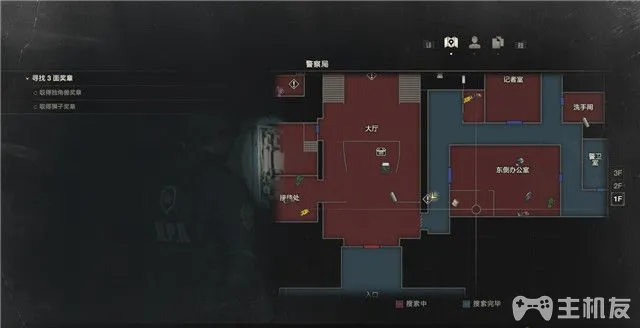 警察局
寻找 3 面奖章
取得独角兽奖章
取得狮子奖章
记者室
洗手间
大厅
警卫室
东侧办公室
接待处
3F
2F
1F
入口
搜索中
搜索完毕
RPD
主机友